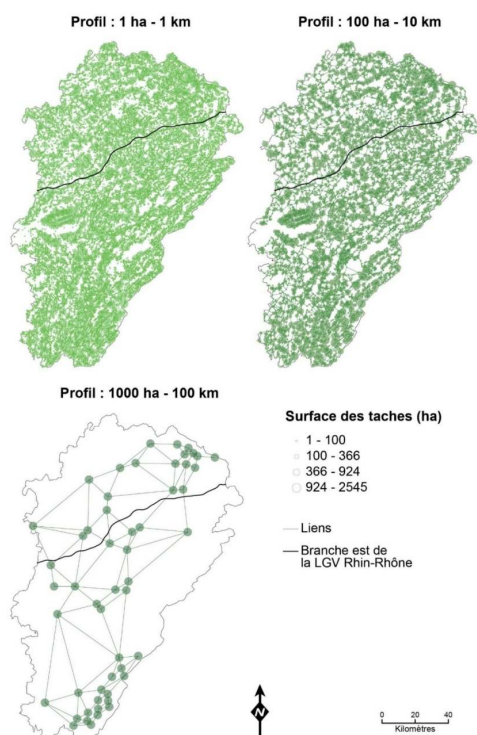 Profil : 1 ha - 1 km
Profil : 100 ha - 10 km
Profil : 1000 ha - 100 km
Surface des taches (ha)
1 - 100
100 - 366
366 - 924
924 - 2545
Liens
Branche est de
la LGV Rhin-Rhône
N
0 20 40
Kilomètres